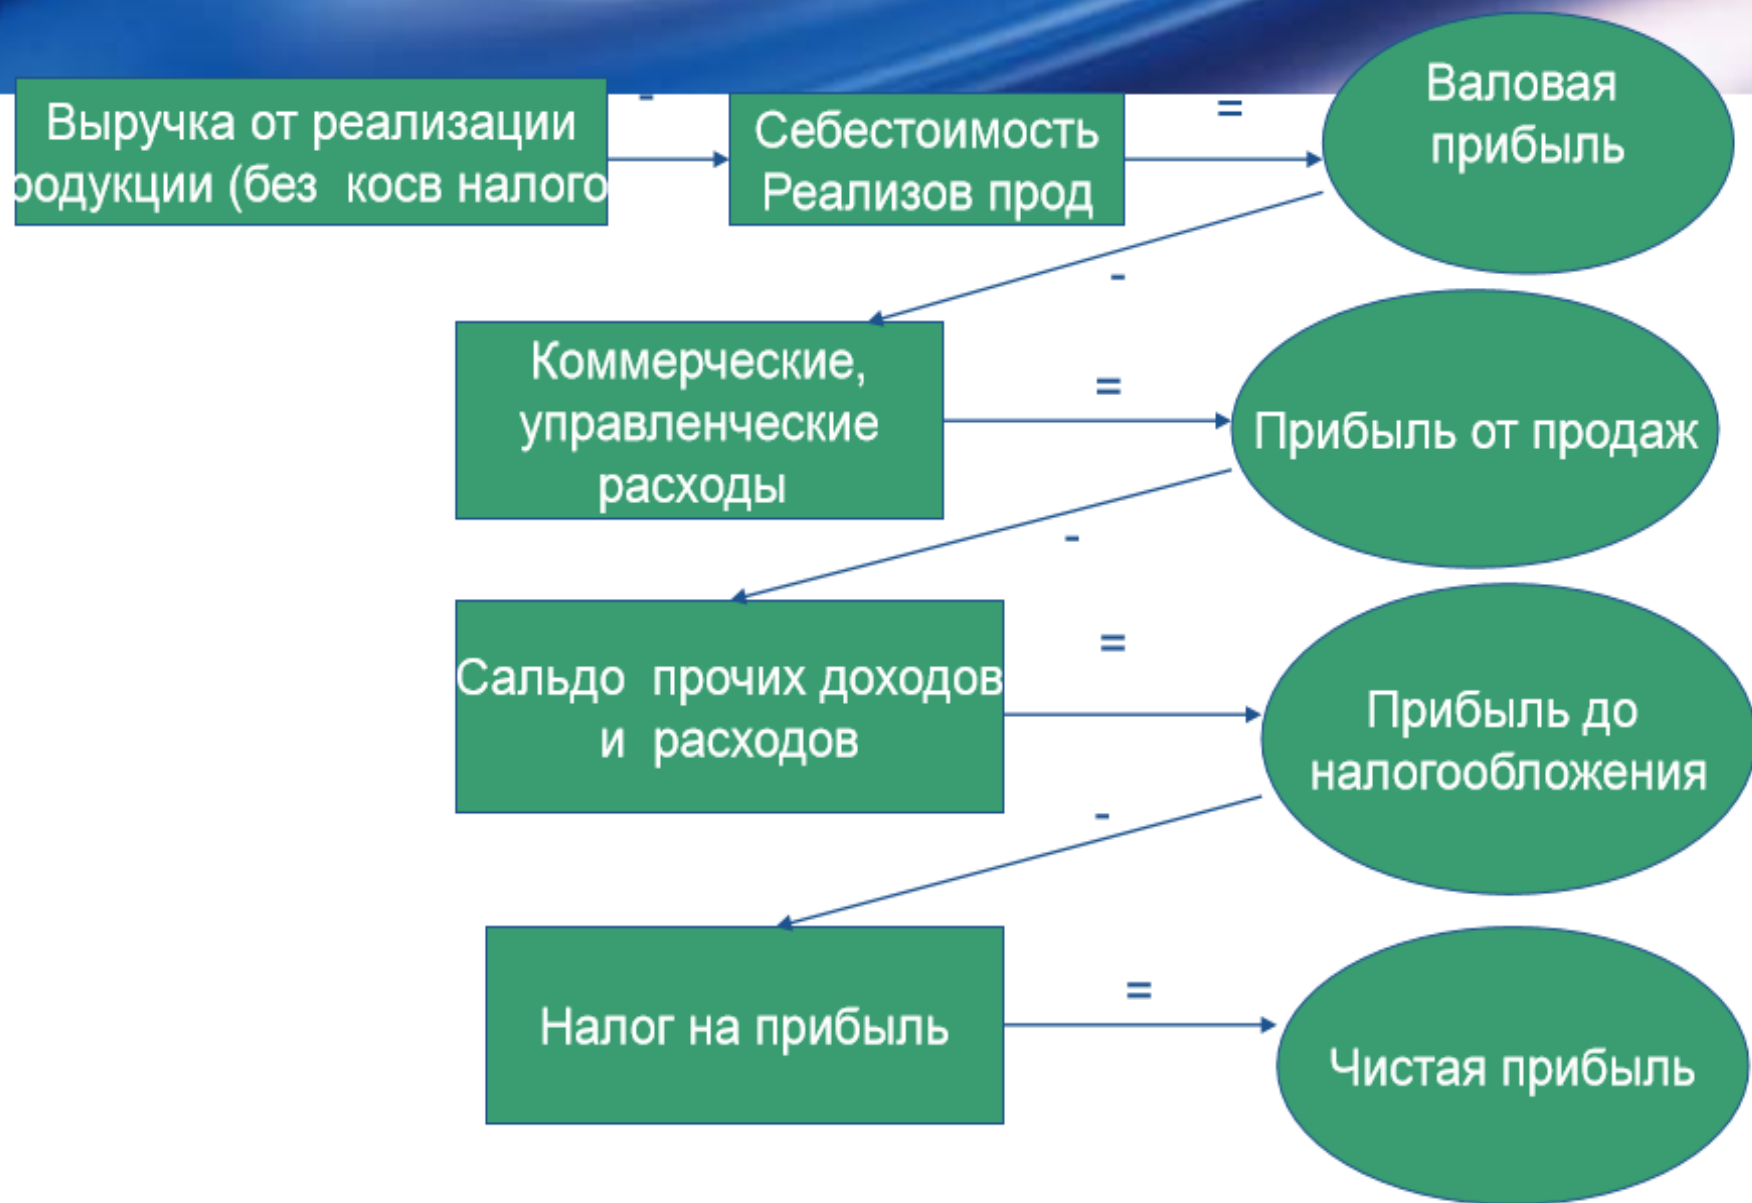 Выручка от реализации
родукции (без косв налого
-
Себестоимость
Реализов прод
=
Валовая
прибыль
-
Коммерческие,
управленческие
расходы
=
Прибыль от продаж
-
Сальдо прочих доходов
и расходов
=
Прибыль до
налогообложения
-
Налог на прибыль
=
Чистая прибыль